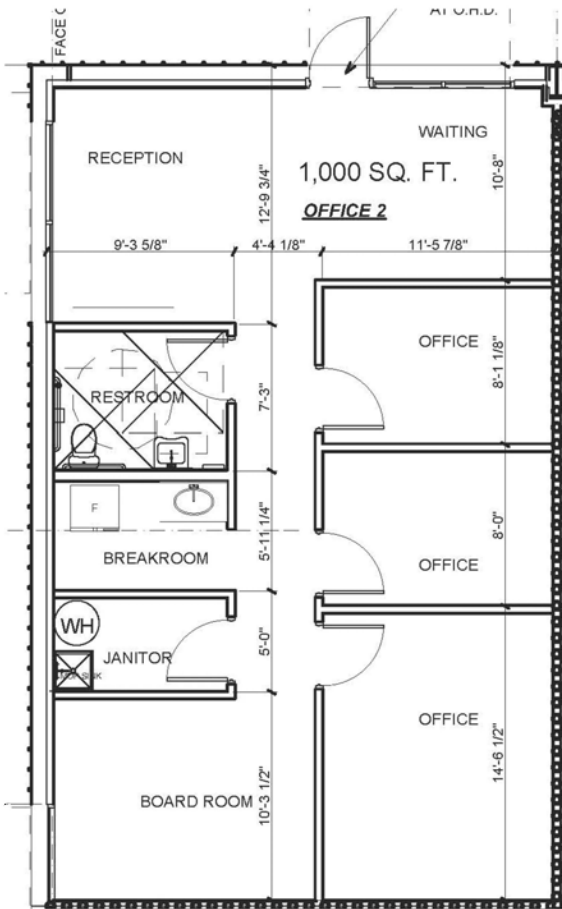 FACE O
AT O.H.D.
RECEPTION
WAITING
1,000 SQ. FT.
OFFICE 2
12'-9 3/4"
10'-8"
9'-3 5/8"
4'-4 1/8"
11'-5 7/8"
OFFICE
8'-1 1/8"
RESTROOM
7'-3"
F
5'-11 1/4"
8'-0"
BREAKROOM
OFFICE
WH
JANITOR
5'-0"
OFFICE
14'-6 1/2"
BOARD ROOM
10'-3 1/2"